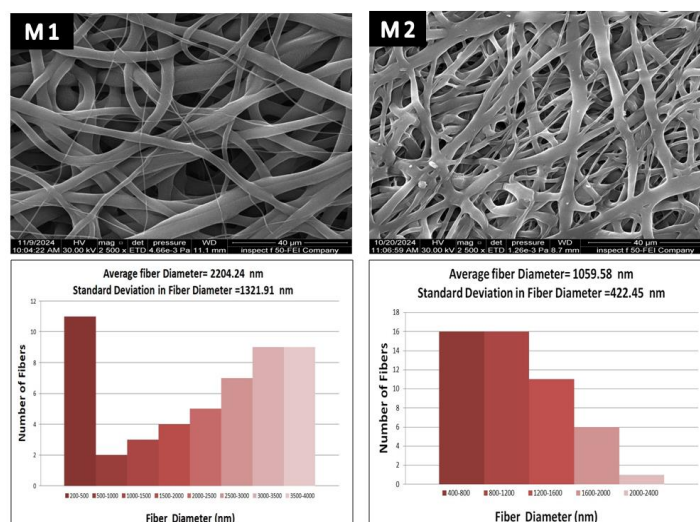 M1
11/9/2024 HV mag det pressure WD 40 µm
10:04:22 AM 30.00 kV 2 500 x ETD 4.66e-3 Pa 11.1 mm inspect f 50-FEI Company
Average fiber Diameter= 2204.24 nm
Standard Deviation in Fiber Diameter =1321.91 nm
12
10
8
6
4
2
0
Number of Fibers
200-500 500-1000 1000-1500 1500-2000 2000-2500 2500-3000 3000-3500 3500-4000
Fiber Diameter (nm)
M2
10/20/2024 HV mag det pressure WD 40 µm
11:06:59 AM 30.00 kV 2 500 x ETD 1.26e-3 Pa 8.7 mm inspect f 50-FEI Company
Average fiber Diameter= 1059.58 nm
Standard Deviation in Fiber Diameter =422.45 nm
18
16
14
12
10
8
6
4
2
0
Number of Fibers
400-800 800-1200 1200-1600 1600-2000 2000-2400
Fiber Diameter (nm)